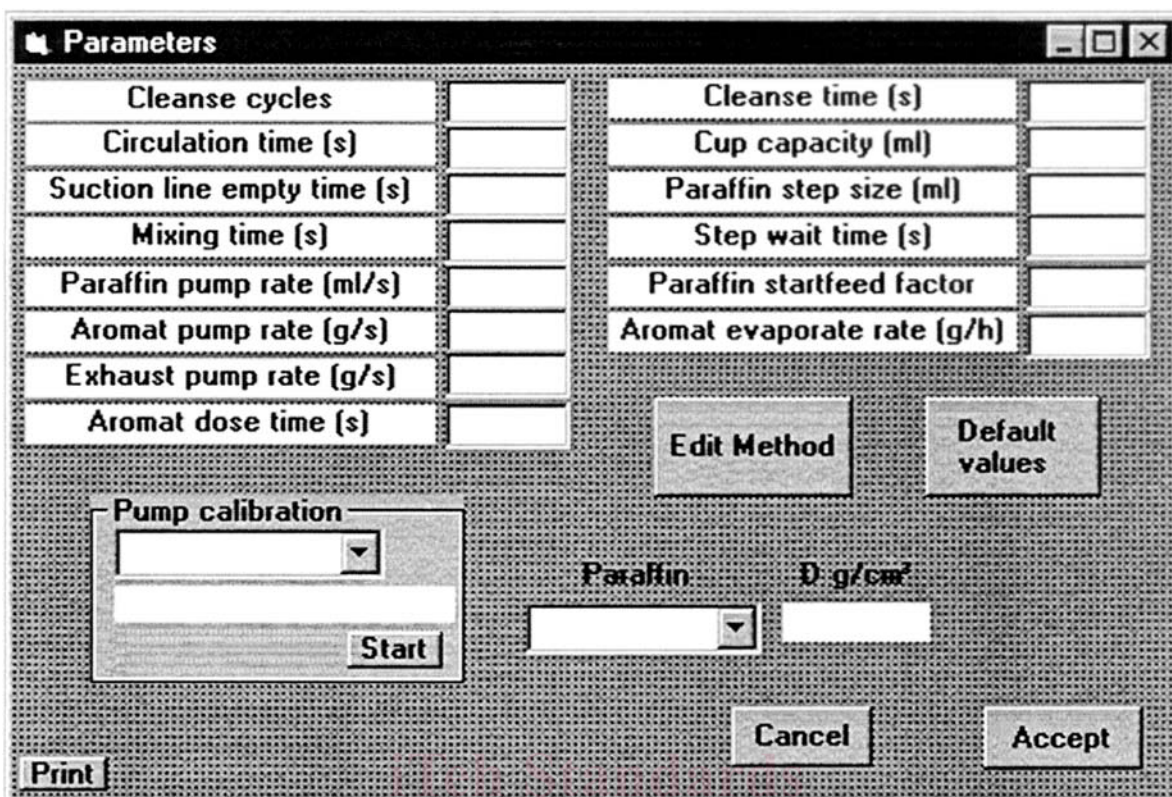 Parameters
Cleanse cycles
Circulation time (s)
Suction line empty time (s)
Mixing time (s)
Paraffin pump rate (ml/s)
Aromat pump rate (g/s)
Exhaust pump rate (g/s)
Aromat dose time (s)
Cleanse time (s)
Cup capacity (ml)
Paraffin step size (ml)
Step wait time (s)
Paraffin startfeed factor
Aromat evaporate rate (g/h)
Edit Method
Default
values
Pump calibration
Start
Paraffin
D g/cm³
Cancel
Accept
Print
iTeh Standards